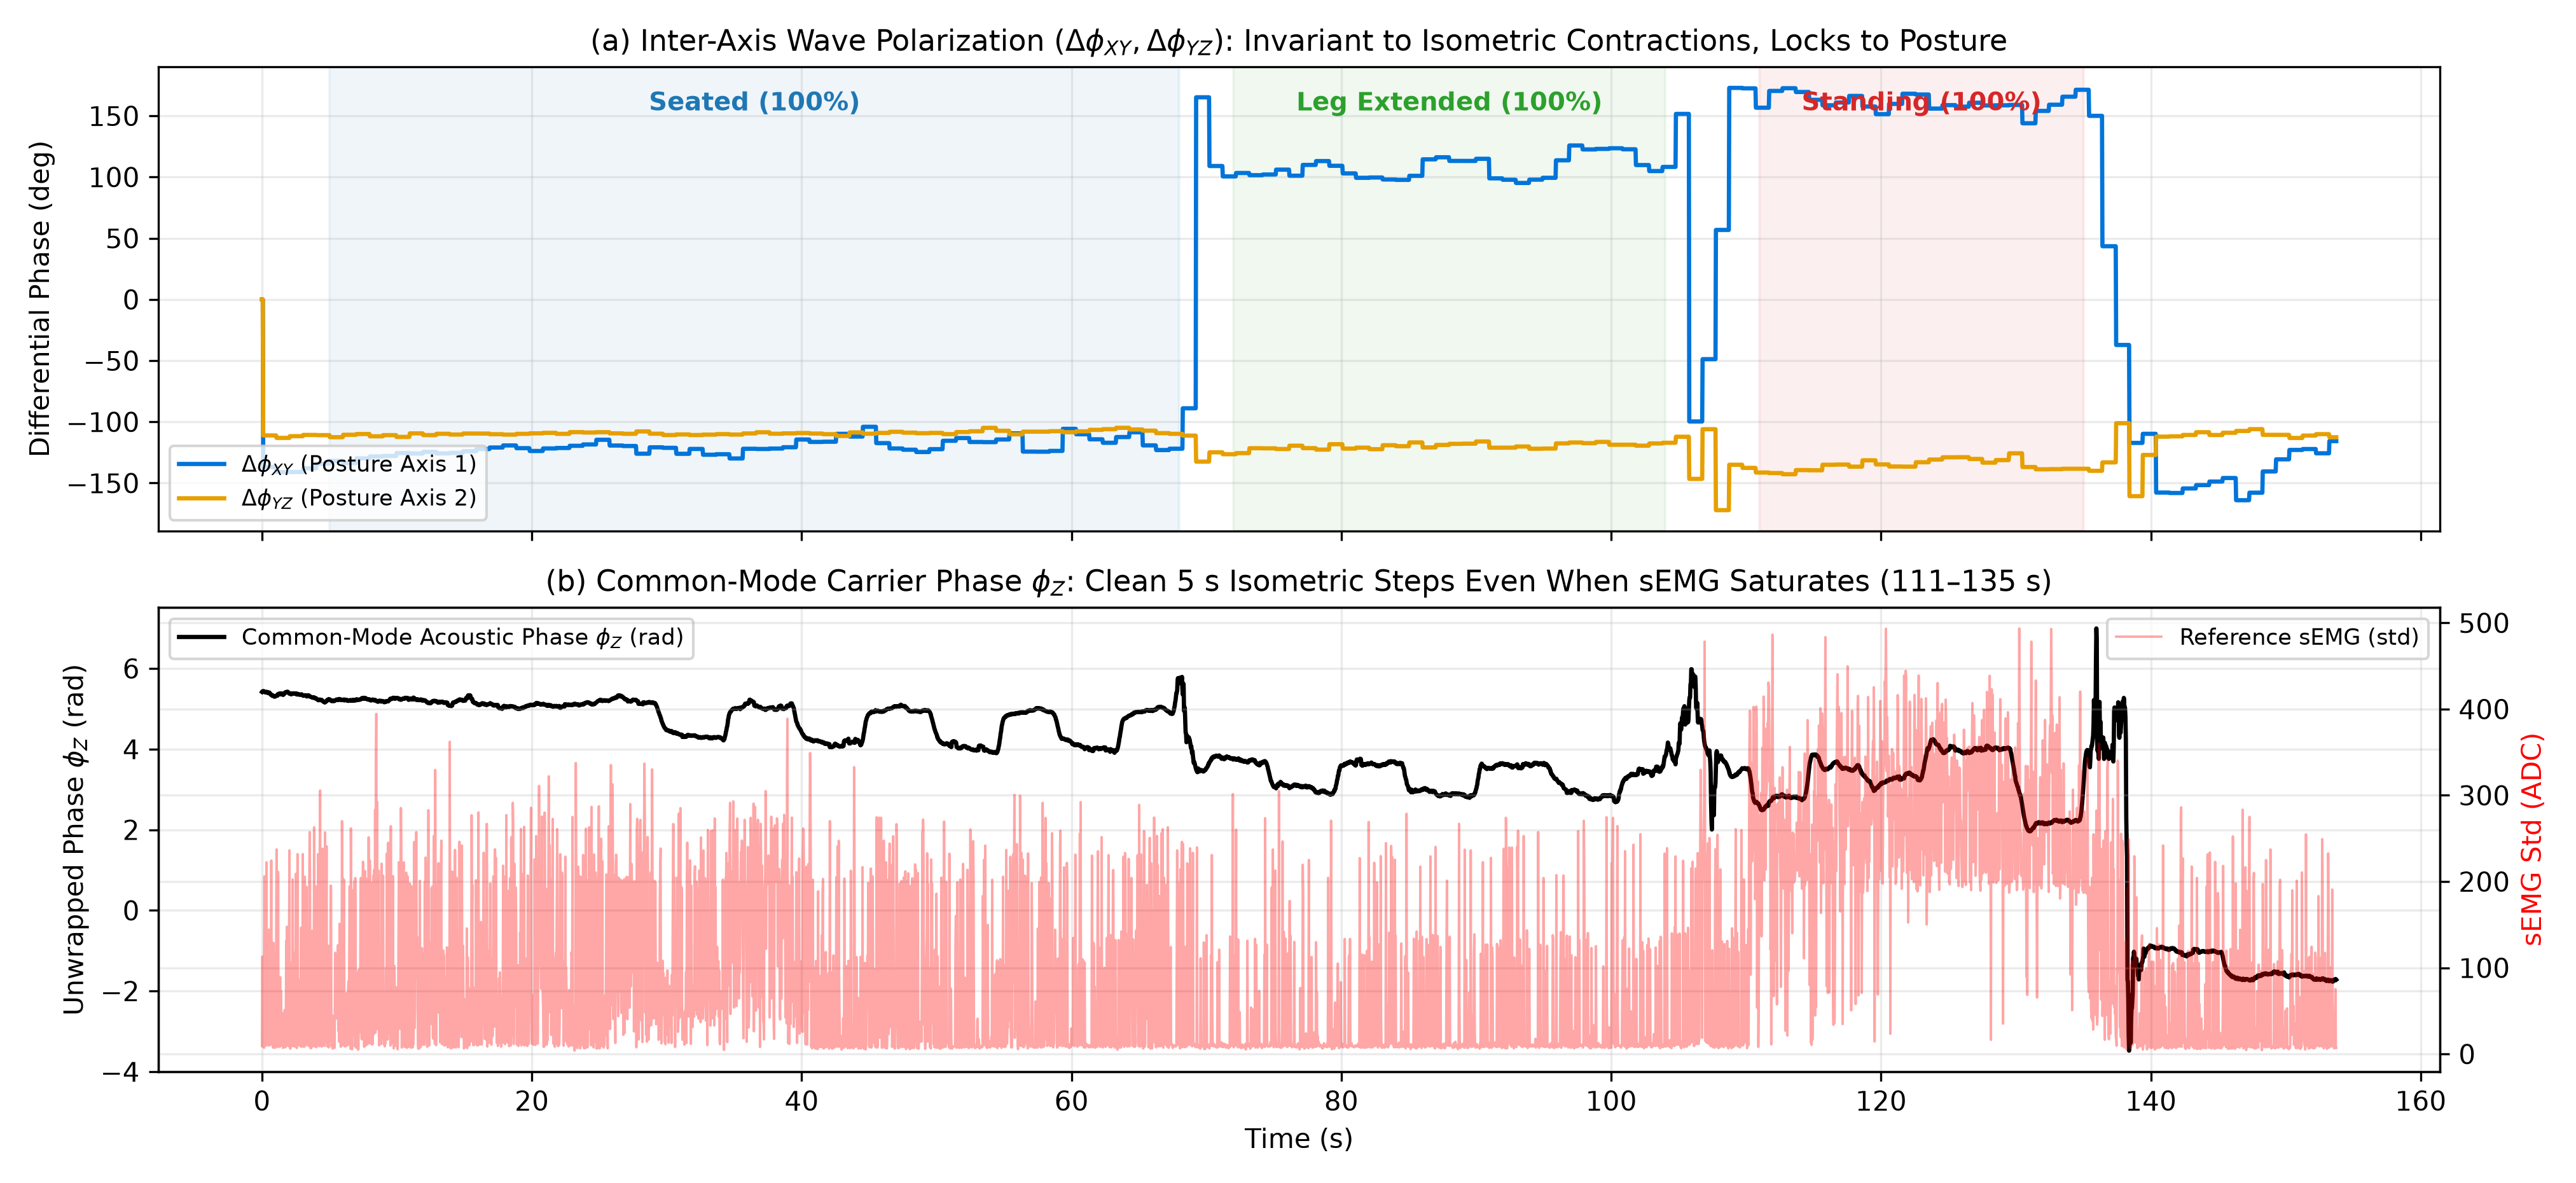 (a) Inter-Axis Wave Polarization (Δϕ_XY, Δϕ_YZ): Invariant to Isometric Contractions, Locks to Posture
Seated (100%)
Leg Extended (100%)
Standing (100%)
Differential Phase (deg)
150
100
50
0
−50
−100
−150
Δϕ_XY (Posture Axis 1)
Δϕ_YZ (Posture Axis 2)
(b) Common-Mode Carrier Phase ϕ_Z: Clean 5 s Isometric Steps Even When sEMG Saturates (111–135 s)
Common-Mode Acoustic Phase ϕ_Z (rad)
Reference sEMG (std)
Unwrapped Phase ϕ_Z (rad)
6
4
2
0
−2
−4
500
400
300
200
100
0
sEMG Std (ADC)
0 20 40 60 80 100 120 140 160
Time (s)